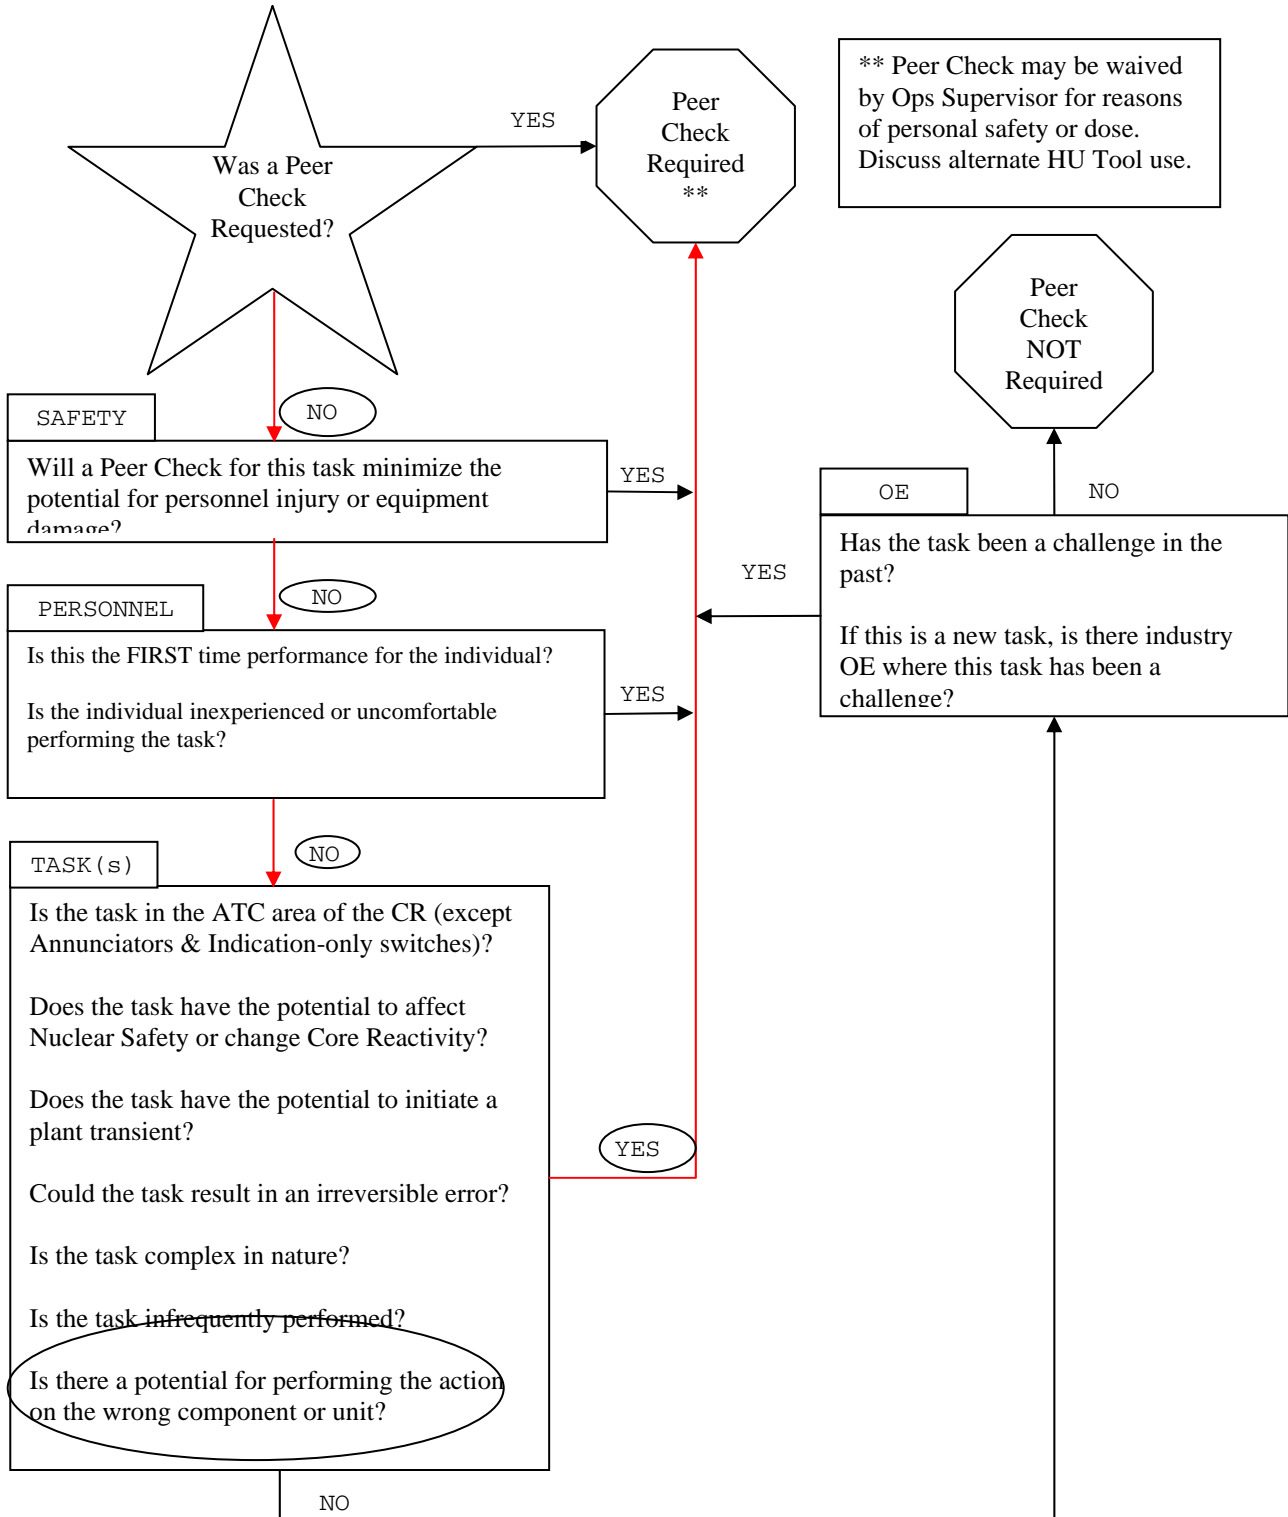 Was a Peer
Check
Requested?
YES
Peer
Check
Required
**
** Peer Check may be waived
by Ops Supervisor for reasons
of personal safety or dose.
Discuss alternate HU Tool use.
Peer
Check
NOT
Required
NO
SAFETY
Will a Peer Check for this task minimize the
potential for personnel injury or equipment
damage?
YES
NO
OE
Has the task been a challenge in the
past?
If this is a new task, is there industry
OE where this task has been a
challenge?
YES
NO
PERSONNEL
Is this the FIRST time performance for the individual?
Is the individual inexperienced or uncomfortable
performing the task?
YES
NO
TASK(s)
Is the task in the ATC area of the CR (except
Annunciators & Indication-only switches)?
Does the task have the potential to affect
Nuclear Safety or change Core Reactivity?
Does the task have the potential to initiate a
plant transient?
Could the task result in an irreversible error?
Is the task complex in nature?
Is the task infrequently performed?
Is there a potential for performing the action
on the wrong component or unit?
YES
NO